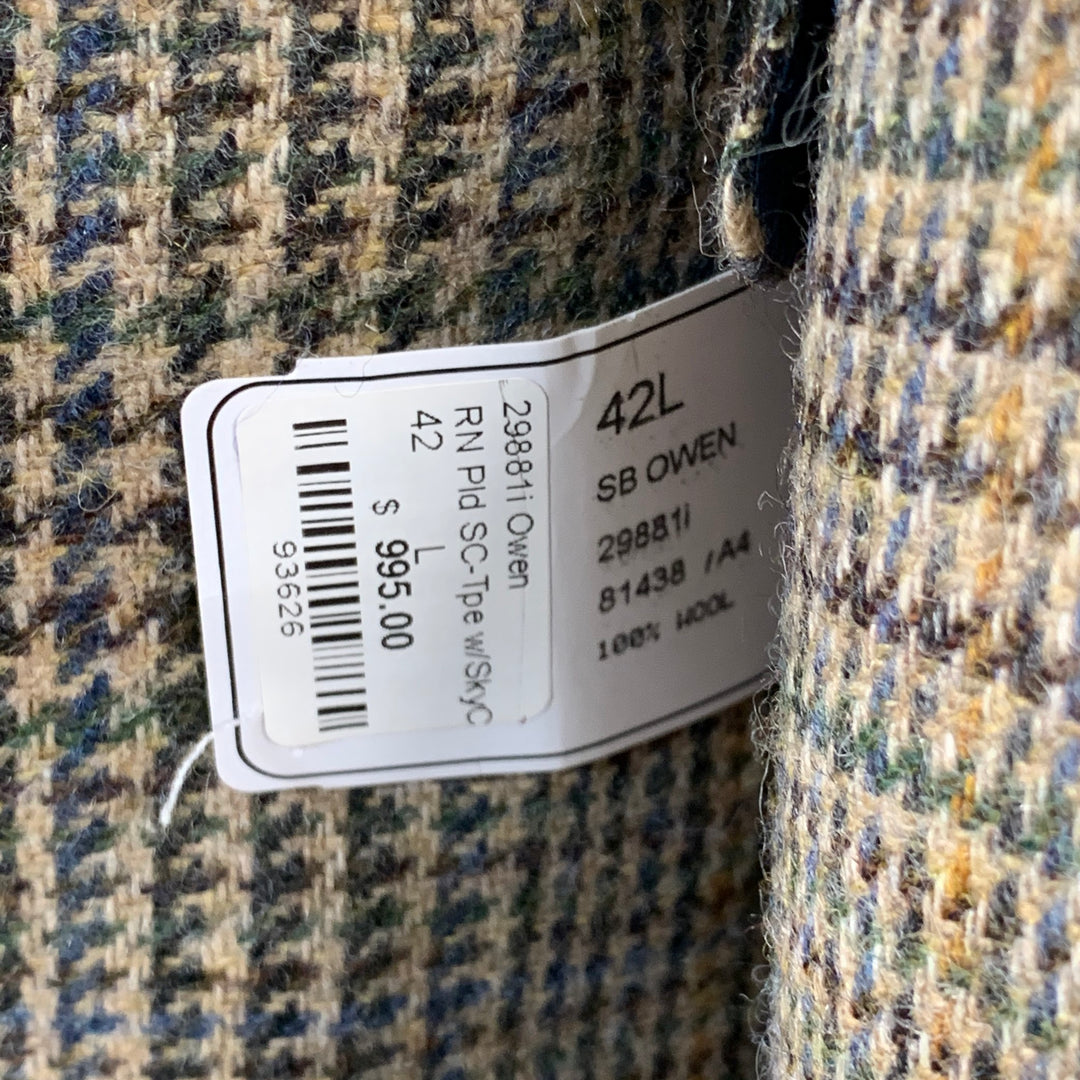 42L
SB OWEN
29881i
81438 /A4
100% WOOL
29881i Owen
RN Pld SC-Tpe w/SkyC
42 L
$ 995.00
93626